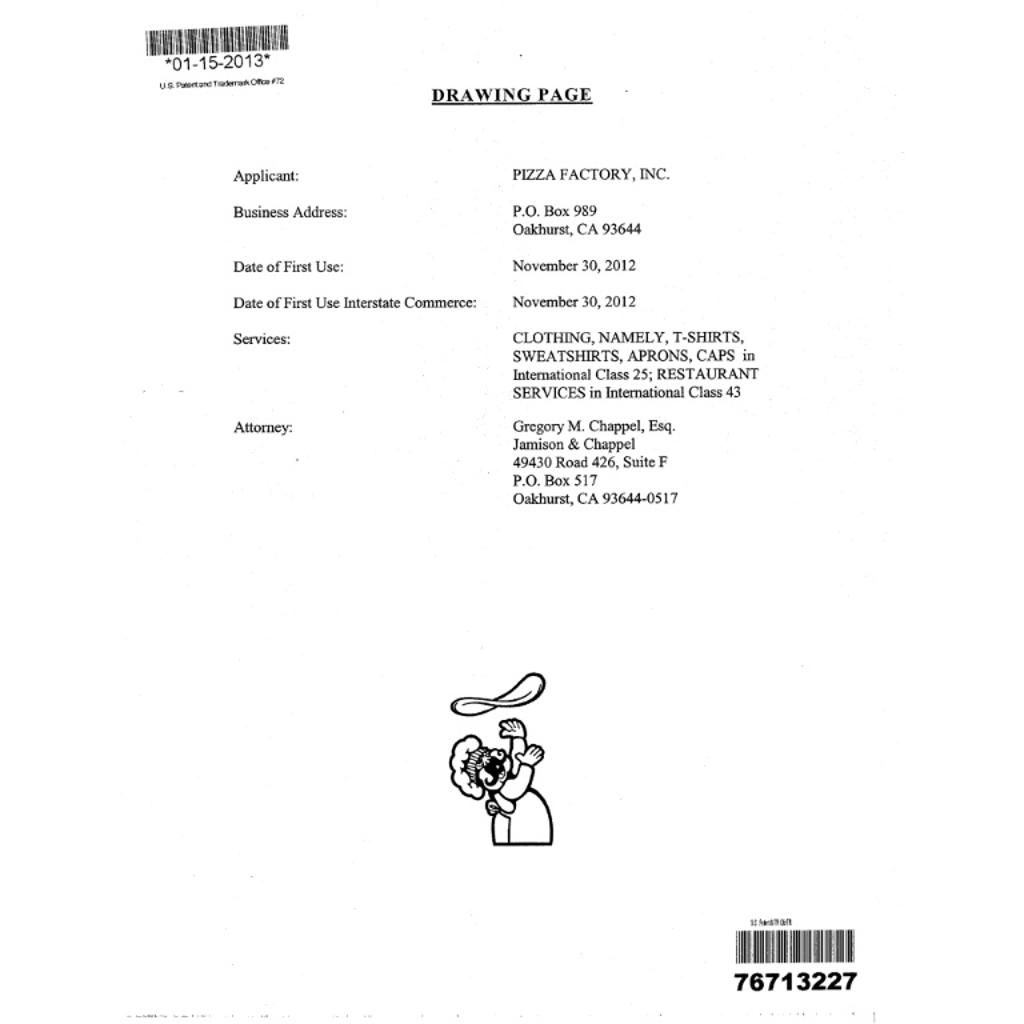 *01-15-2013*
U.S. Patent and Trademark Office #72
DRAWING PAGE
Applicant: PIZZA FACTORY, INC.
Business Address: P.O. Box 989
Oakhurst, CA 93644
Date of First Use: November 30, 2012
Date of First Use Interstate Commerce: November 30, 2012
Services: CLOTHING, NAMELY, T-SHIRTS,
SWEATSHIRTS, APRONS, CAPS in
International Class 25; RESTAURANT
SERVICES in International Class 43
Attorney: Gregory M. Chappel, Esq.
Jamison & Chappel
49430 Road 426, Suite F
P.O. Box 517
Oakhurst, CA 93644-0517
76713227